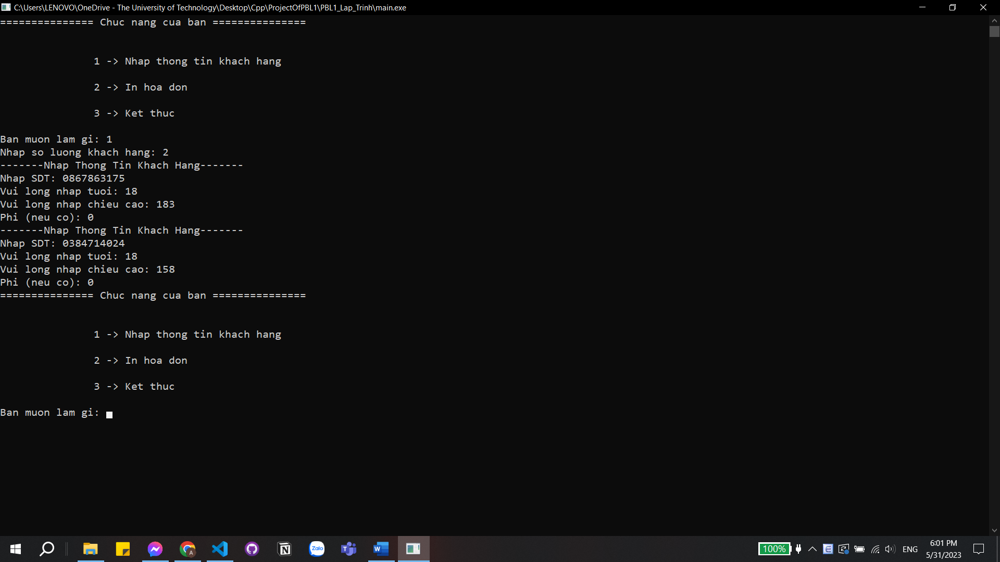 C:\Users\LENOVO\OneDrive - The University of Technology\Desktop\Cpp\ProjectOfPBL1\PBL1_Lap_Trinh\main.exe
=============== Chuc nang cua ban ===============
1 -> Nhap thong tin khach hang
2 -> In hoa don
3 -> Ket thuc
Ban muon lam gi: 1
Nhap so luong khach hang: 2
-------Nhap Thong Tin Khach Hang-------
Nhap SDT: 0867863175
Vui long nhap tuoi: 18
Vui long nhap chieu cao: 183
Phi (neu co): 0
-------Nhap Thong Tin Khach Hang-------
Nhap SDT: 0384714024
Vui long nhap tuoi: 18
Vui long nhap chieu cao: 158
Phi (neu co): 0
=============== Chuc nang cua ban ===============
1 -> Nhap thong tin khach hang
2 -> In hoa don
3 -> Ket thuc
Ban muon lam gi:
Zalo
100%
ENG
6:01 PM
5/31/2023